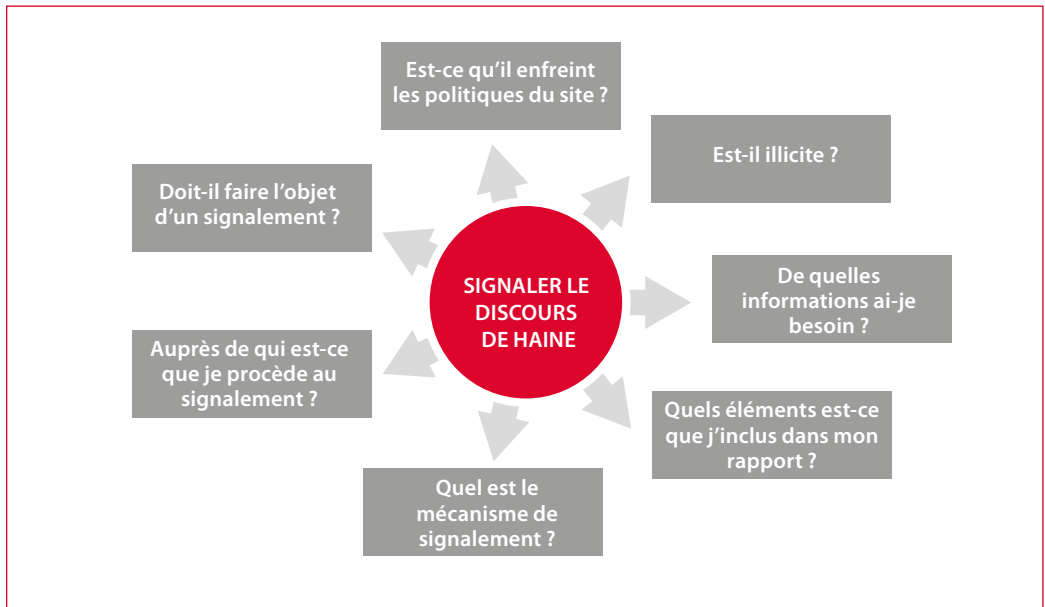 Est-ce qu’il enfreint
les politiques du site ?
Est-il illicite ?
Doit-il faire l’objet
d’un signalement ?
SIGNALER LE
DISCOURS
DE HAINE
De quelles
informations ai-je
besoin ?
Auprès de qui est-ce
que je procède au
signalement ?
Quels éléments est-ce
que j’inclus dans mon
rapport ?
Quel est le
mécanisme de
signalement ?